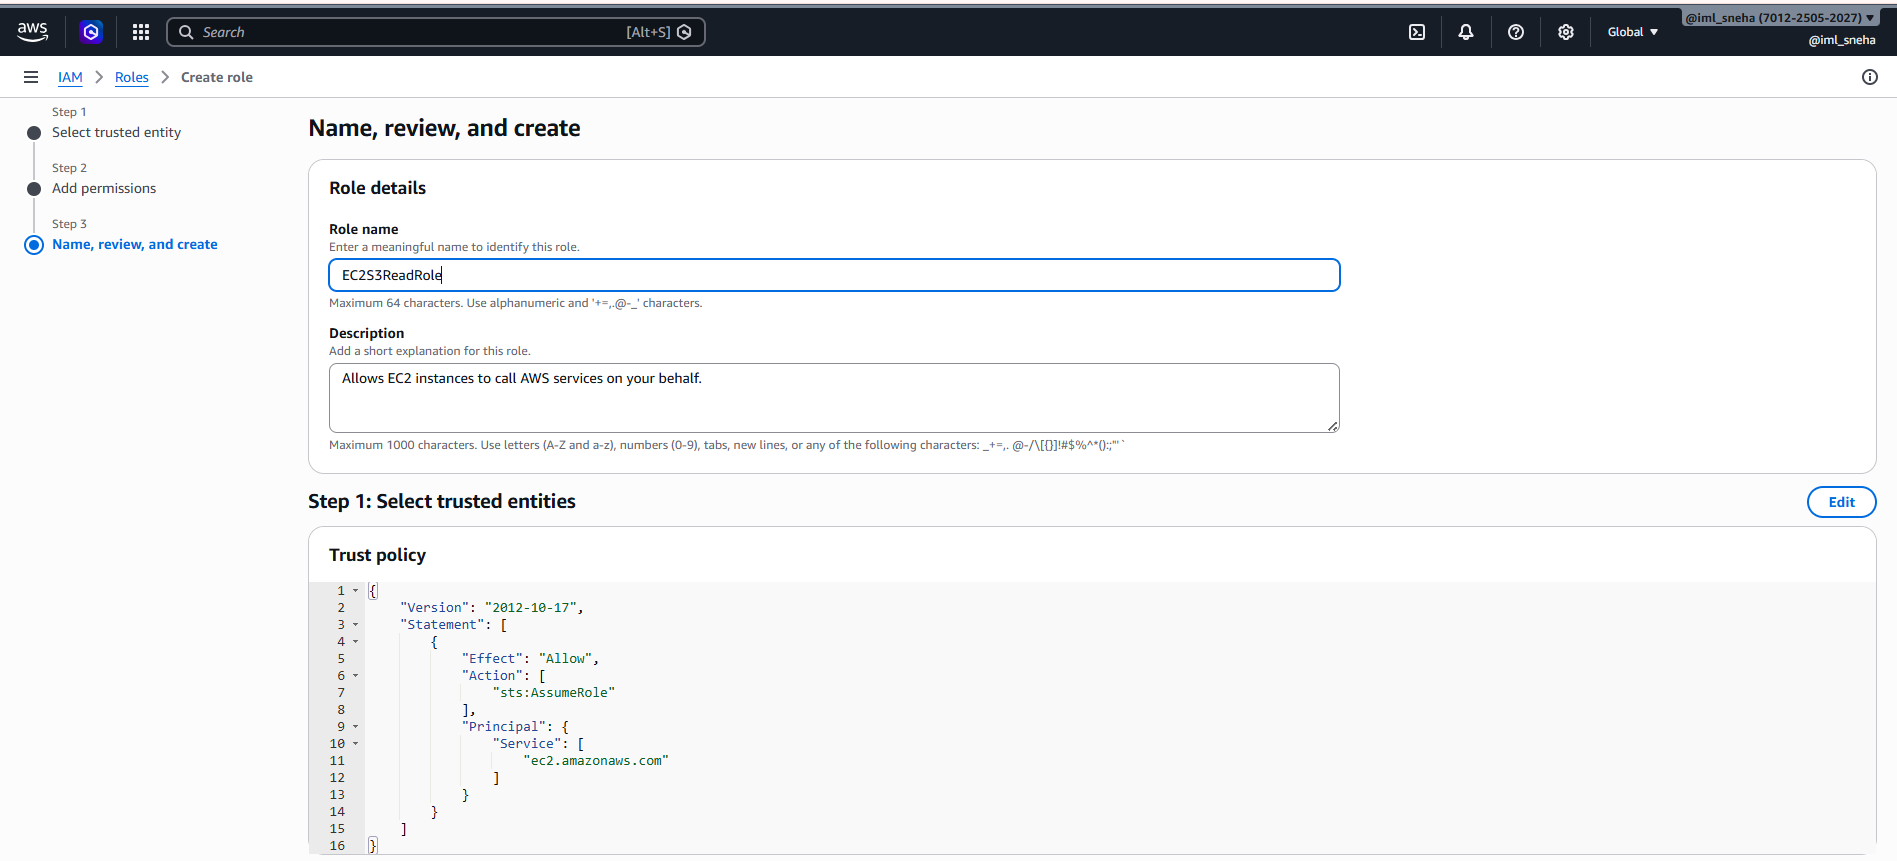 aws
Search
[Alt+S]
Global
@iml_sneha (7012-2505-2027)
@iml_sneha
IAM
Roles
Create role
Step 1
Select trusted entity
Step 2
Add permissions
Step 3
Name, review, and create
Name, review, and create
Role details
Role name
Enter a meaningful name to identify this role.
EC2S3ReadRole
Maximum 64 characters. Use alphanumeric and '+=,.@-_' characters.
Description
Add a short explanation for this role.
Allows EC2 instances to call AWS services on your behalf.
Maximum 1000 characters. Use letters (A-Z and a-z), numbers (0-9), tabs, new lines, or any of the following characters: _+=,. @-/\[{}]!#$%^*();:"'`
Step 1: Select trusted entities
Edit
Trust policy
1 {
2     "Version": "2012-10-17",
3     "Statement": [
4         {
5             "Effect": "Allow",
6             "Action": [
7                 "sts:AssumeRole"
8             ],
9             "Principal": {
10                 "Service": [
11                     "ec2.amazonaws.com"
12                 ]
13             }
14         }
15     ]
16 }